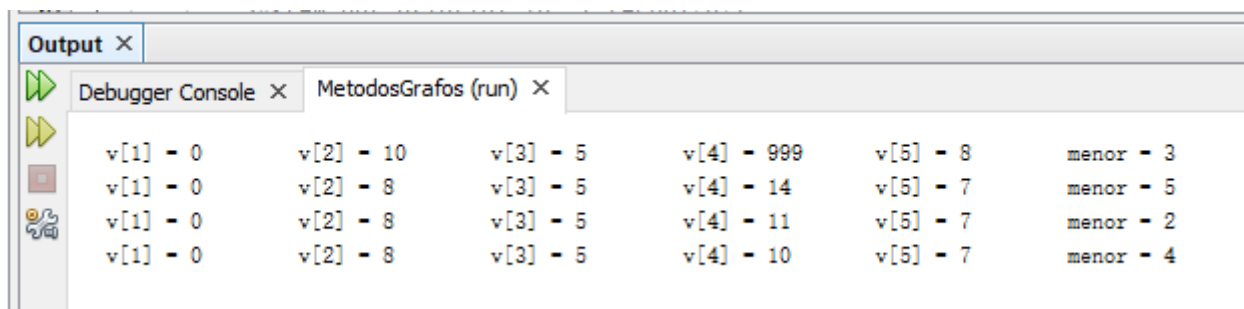 Output ×
Debugger Console × MetodosGrafos (run) ×
v[1] = 0 v[2] = 10 v[3] = 5 v[4] = 999 v[5] = 8 menor = 3
v[1] = 0 v[2] = 8 v[3] = 5 v[4] = 14 v[5] = 7 menor = 5
v[1] = 0 v[2] = 8 v[3] = 5 v[4] = 11 v[5] = 7 menor = 2
v[1] = 0 v[2] = 8 v[3] = 5 v[4] = 10 v[5] = 7 menor = 4